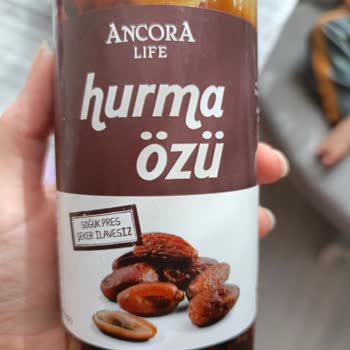 ANCORA
LIFE
hurma
özü
SOĞUK PRES
ŞEKER İLAVESİZ